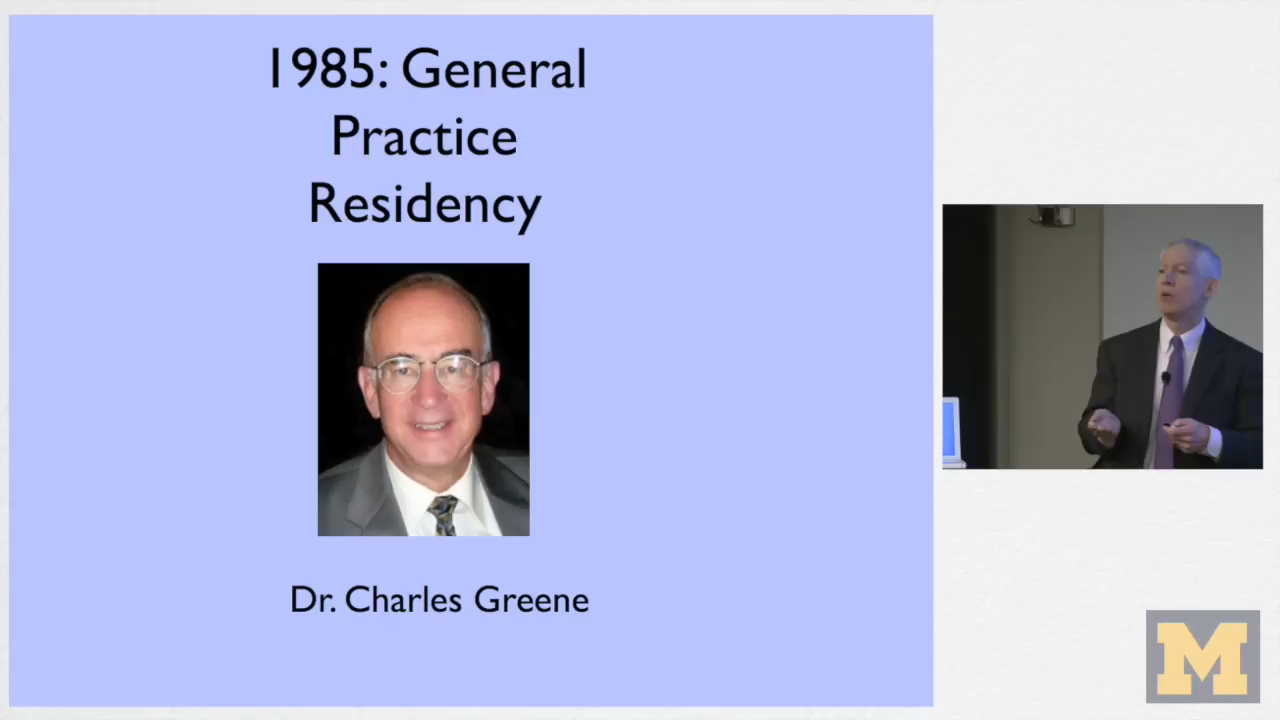 1985: General
Practice
Residency
Dr. Charles Greene
M